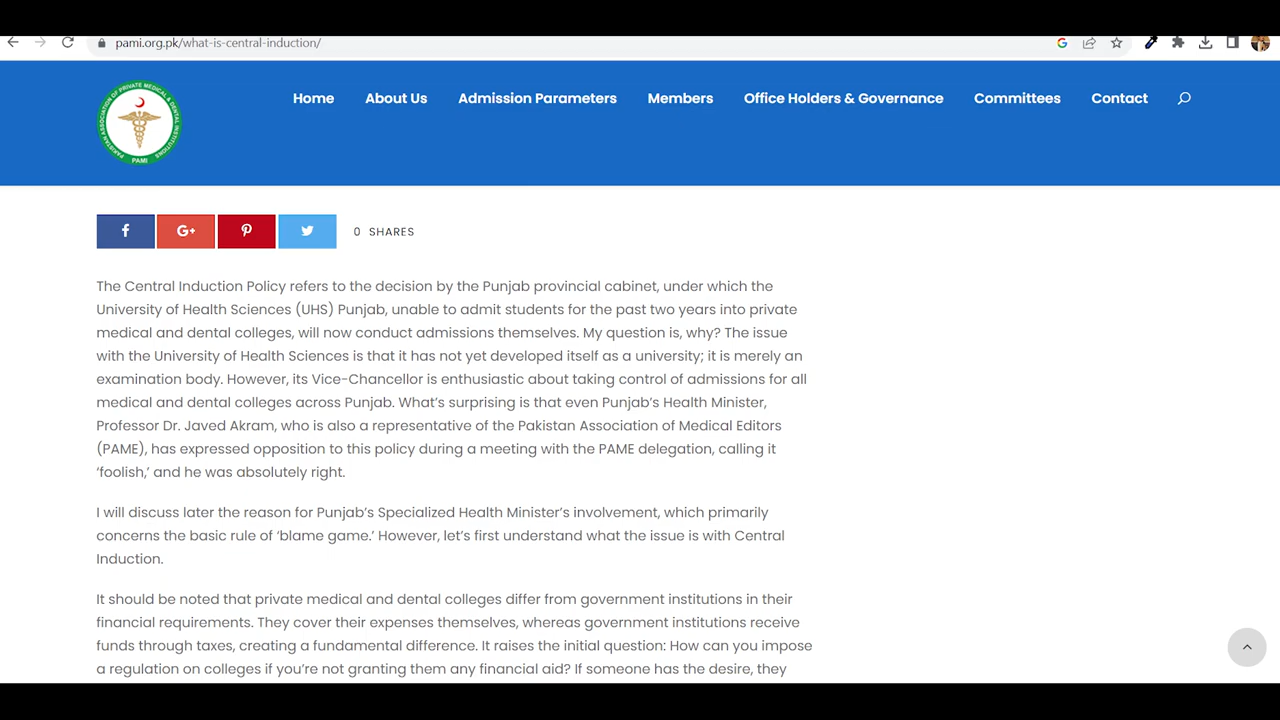 pami.org.pk/what-is-central-induction/
PAKISTAN ASSOCIATION OF PRIVATE MEDICAL & DENTAL INSTITUTIONS
PAMI
Home About Us Admission Parameters Members Office Holders & Governance Committees Contact
f G+ 0 SHARES
The Central Induction Policy refers to the decision by the Punjab provincial cabinet, under which the
University of Health Sciences (UHS) Punjab, unable to admit students for the past two years into private
medical and dental colleges, will now conduct admissions themselves. My question is, why? The issue
with the University of Health Sciences is that it has not yet developed itself as a university; it is merely an
examination body. However, its Vice-Chancellor is enthusiastic about taking control of admissions for all
medical and dental colleges across Punjab. What’s surprising is that even Punjab’s Health Minister,
Professor Dr. Javed Akram, who is also a representative of the Pakistan Association of Medical Editors
(PAME), has expressed opposition to this policy during a meeting with the PAME delegation, calling it
‘foolish,’ and he was absolutely right.
I will discuss later the reason for Punjab’s Specialized Health Minister’s involvement, which primarily
concerns the basic rule of ‘blame game.’ However, let’s first understand what the issue is with Central
Induction.
It should be noted that private medical and dental colleges differ from government institutions in their
financial requirements. They cover their expenses themselves, whereas government institutions receive
funds through taxes, creating a fundamental difference. It raises the initial question: How can you impose
a regulation on colleges if you’re not granting them any financial aid? If someone has the desire, they